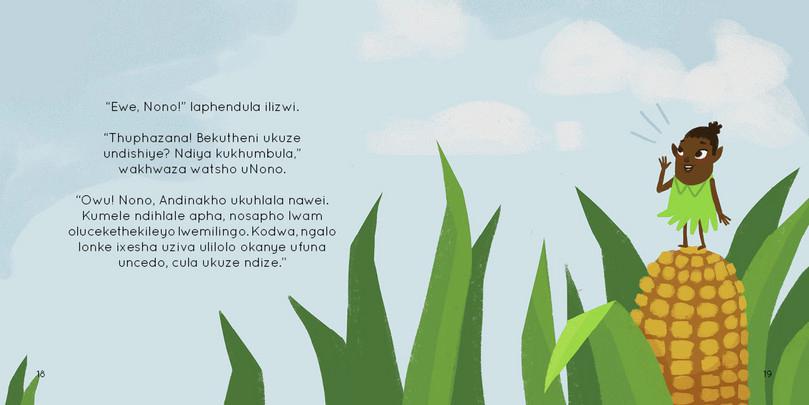 “Ewe, Nono!” laphendula ilizwi.
“Thuphazana! Bekutheni ukuze
undishiye? Ndiya kukhumbula,”
wakhwaza watsho uNono.
“Owu! Nono, Andinakho ukuhlala nawei.
Kumele ndihlale apha, nosapho lwam
olucekethekileyo lwemilingo. Kodwa, ngalo
lonke ixesha uziva ulilolo okanye ufuna
uncedo, cula ukuze ndize.”
18
19